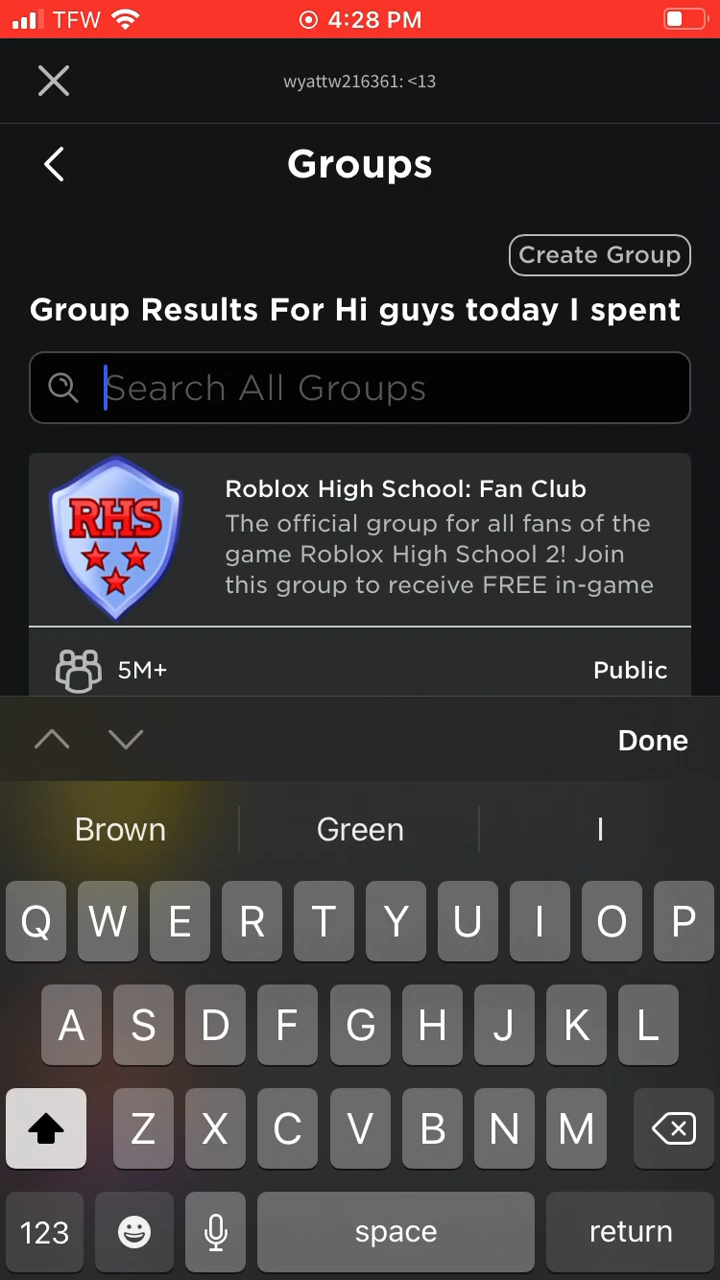 TFW 4:28 PM
wyattw216361: <13
Groups
Create Group
Group Results For Hi guys today I spent
Search All Groups
RHS
Roblox High School: Fan Club
The official group for all fans of the
game Roblox High School 2! Join
this group to receive FREE in-game
5M+ Public
Done
Brown Green I
Q W E R T Y U I O P
A S D F G H J K L
Z X C V B N M
123 space return